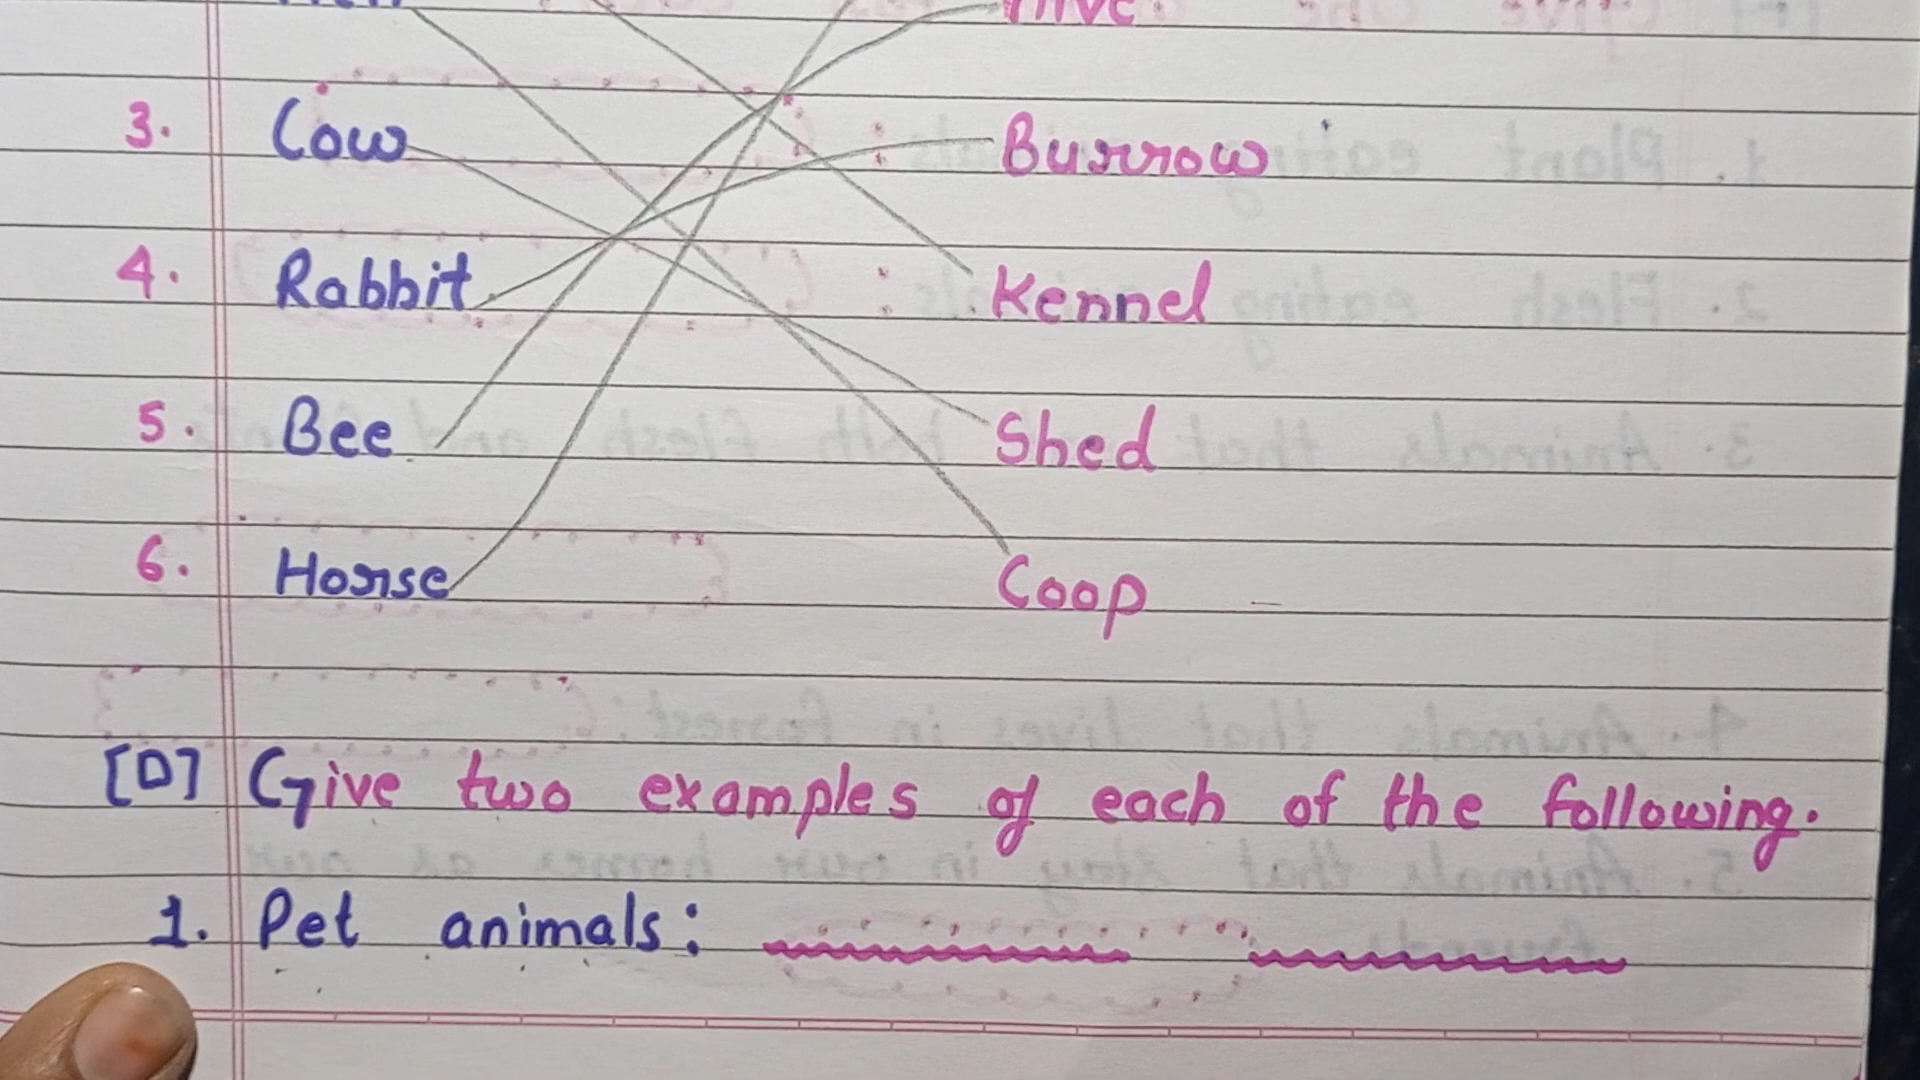 Hive
3. Cow Burrow
4. Rabbit Kennel
5. Bee Shed
6. Horse Coop
[D] Give two examples of each of the following.
1. Pet animals: